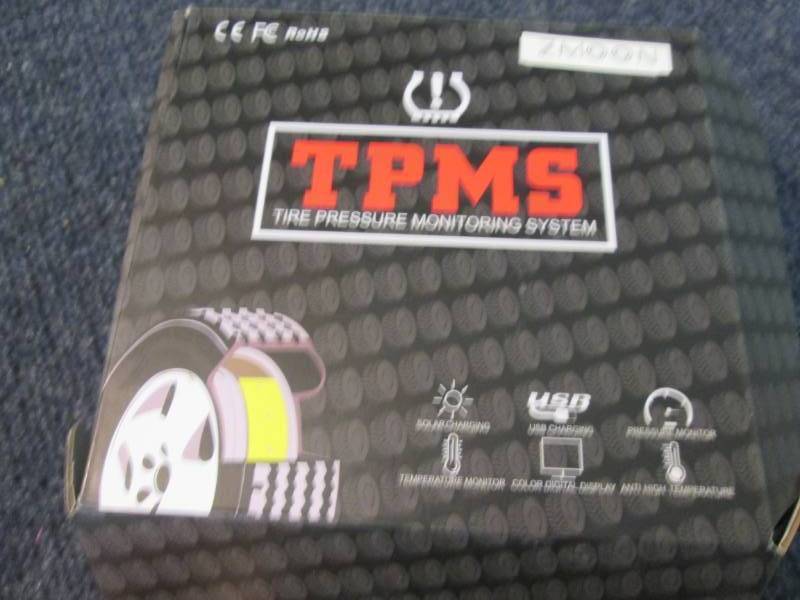 CE FC RoHS
ZMOON
TPMS
TIRE PRESSURE MONITORING SYSTEM
SOLAR CHARGING
USB
USB CHARGING
PRESSURE MONITOR
TEMPERATURE MONITOR
COLOR DIGITAL DISPLAY
ANTI HIGH TEMPERATURE